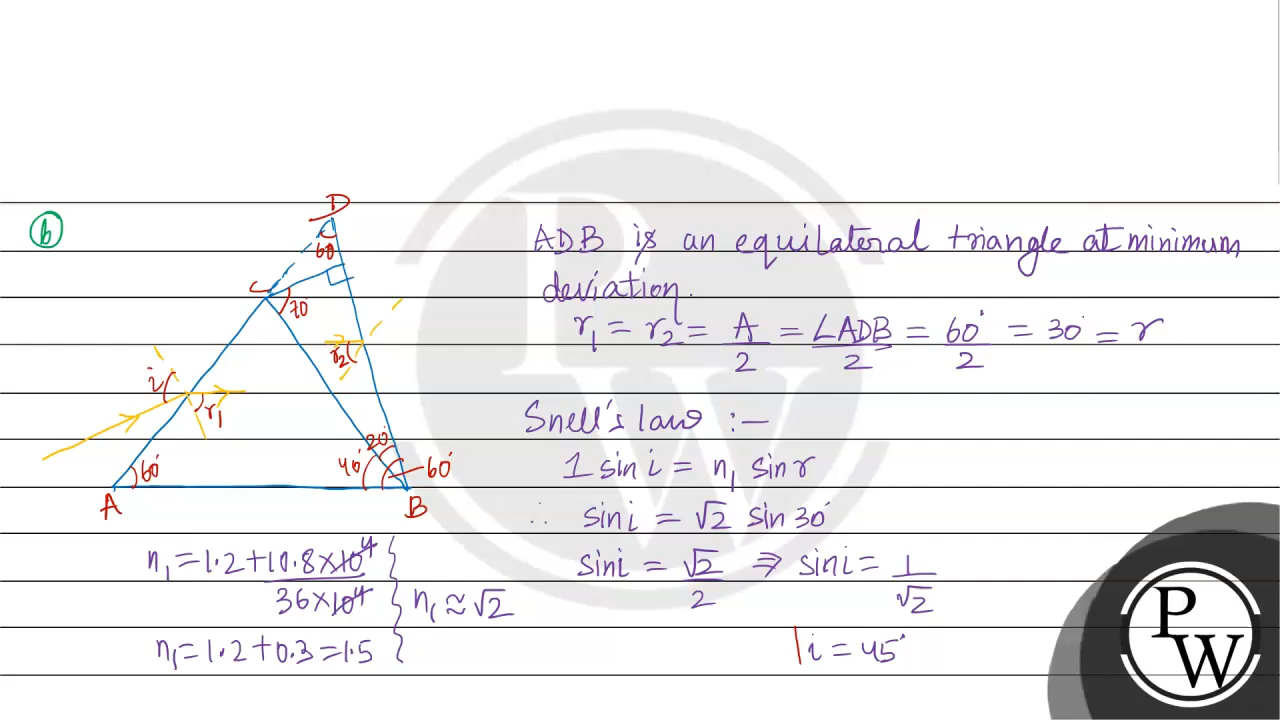 b
D
60°
C
70°
i
r₁
r₂
20°
40°
60°
60°
A
B
ADB is an equilateral triangle at minimum
deviation.
r₁ = r₂ = A/2 = ∠ADB/2 = 60°/2 = 30° = r
Snell's law :—
1 sin i = n₁ sin r
∴ sin i = √2 sin 30°
sin i = √2/2 ⇒ sin i = 1/√2
i = 45°
n₁ = 1.2 + 10.8×10⁴/36×10⁴
n₁ = 1.2 + 0.3 = 1.5
n₁ ≈ √2
P
W
P
W